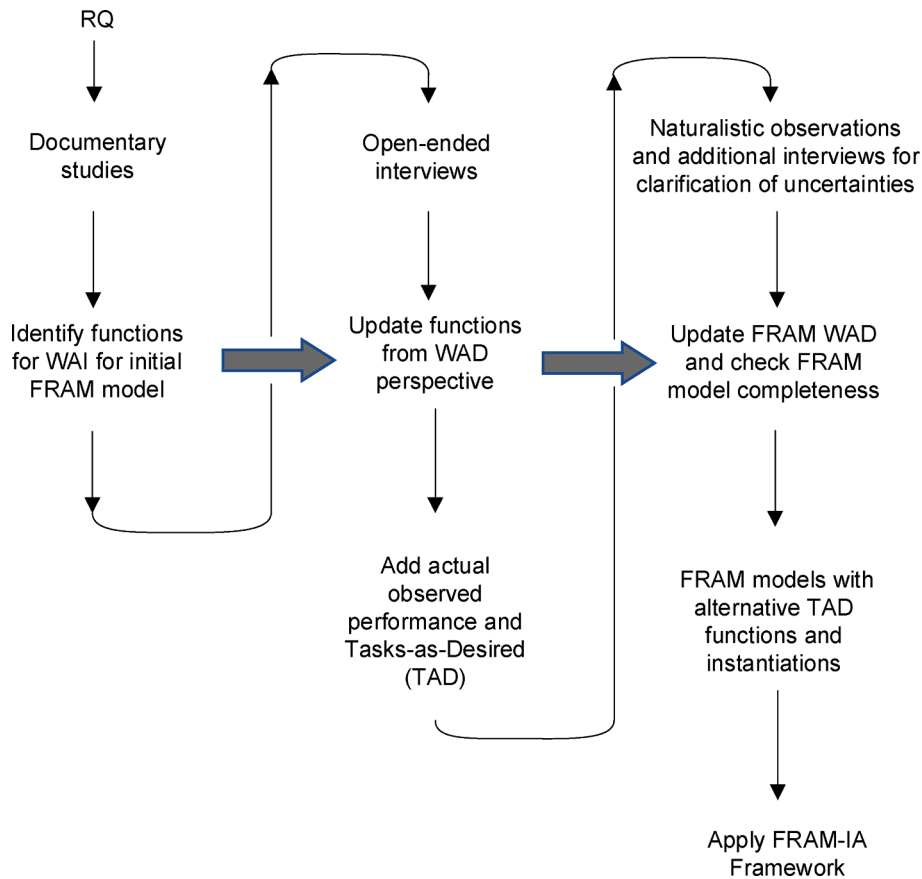 RQ
Documentary
studies
Identify functions
for WAI for initial
FRAM model
Open-ended
interviews
Update functions
from WAD
perspective
Add actual
observed
performance and
Tasks-as-Desired
(TAD)
Naturalistic observations
and additional interviews for
clarification of uncertainties
Update FRAM WAD
and check FRAM
model completeness
FRAM models with
alternative TAD
functions and
instantiations
Apply FRAM-IA
Framework